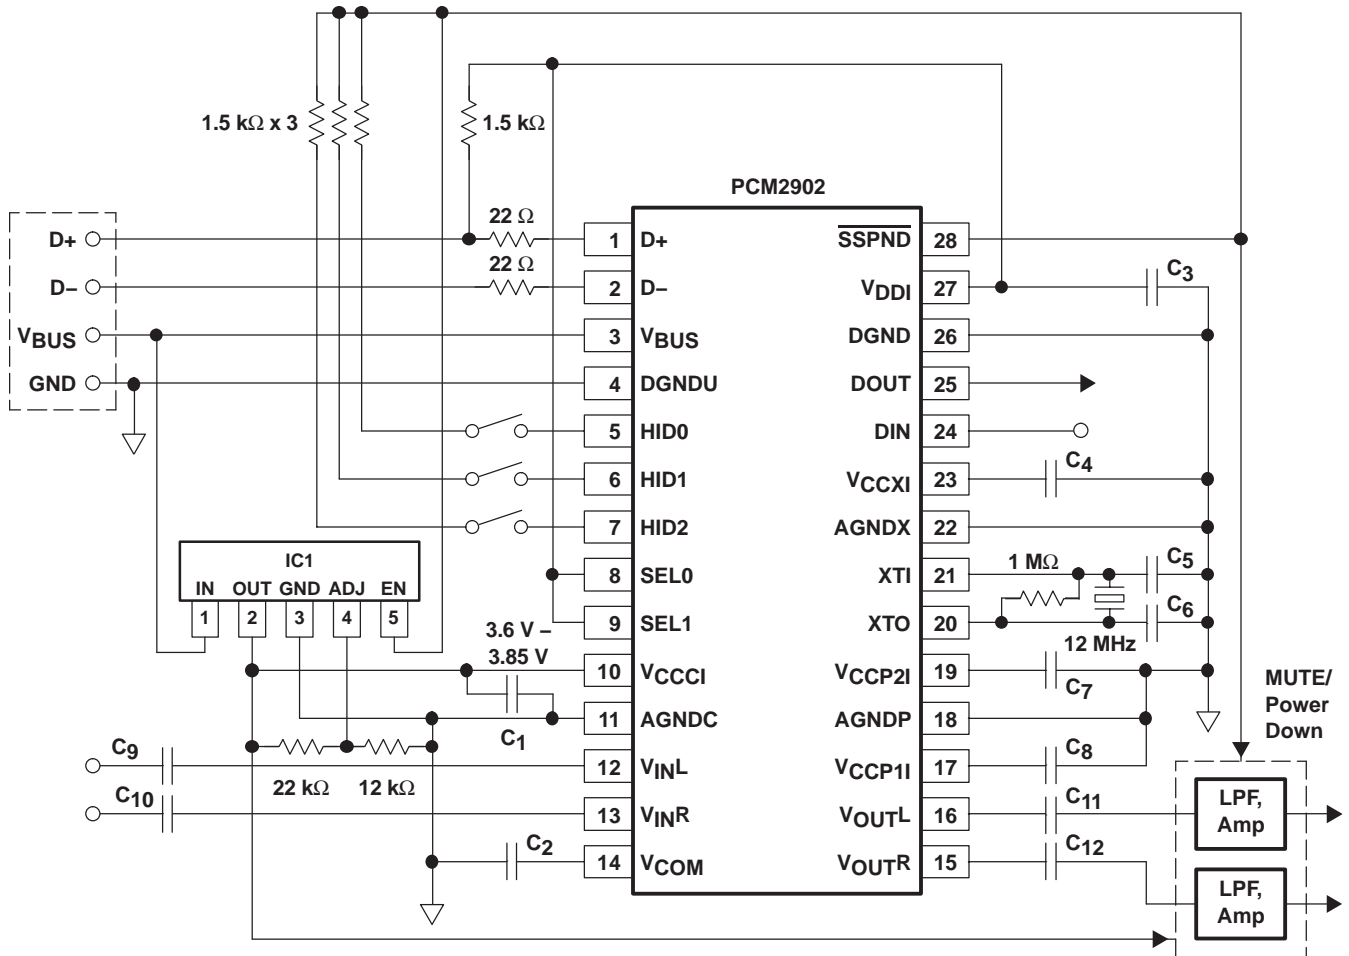 1.5 kΩ x 3
1.5 kΩ
PCM2902
22 Ω
22 Ω
D+
D–
VBUS
GND
1 D+
2 D–
3 VBUS
4 DGNDU
5 HID0
6 HID1
7 HID2
8 SEL0
9 SEL1
10 VCCCI
11 AGNDC
12 VINL
13 VINR
14 VCOM
SSPND 28
VDDI 27
DGND 26
DOUT 25
DIN 24
VCCXI 23
AGNDX 22
XTI 21
XTO 20
VCCP2I 19
AGNDP 18
VCCP1I 17
VOUTL 16
VOUTR 15
C3
C4
1 MΩ
C5
C6
12 MHz
C7
C8
C11
C12
IC1
IN OUT GND ADJ EN
1 2 3 4 5
3.6 V –
3.85 V
C1
22 kΩ
12 kΩ
C9
C10
C2
MUTE/
Power
Down
LPF,
Amp
LPF,
Amp